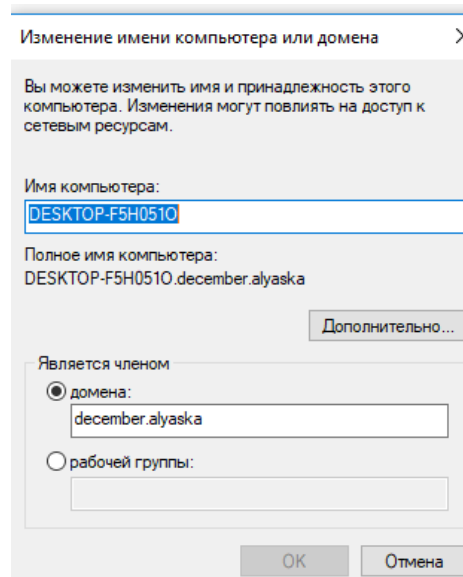 Изменение имени компьютера или домена
Вы можете изменить имя и принадлежность этого
компьютера. Изменения могут повлиять на доступ к
сетевым ресурсам.
Имя компьютера:
DESKTOP-F5H051O
Полное имя компьютера:
DESKTOP-F5H051O.december.alyaska
Дополнительно...
Является членом
домена:
december.alyaska
рабочей группы:
OK
Отмена